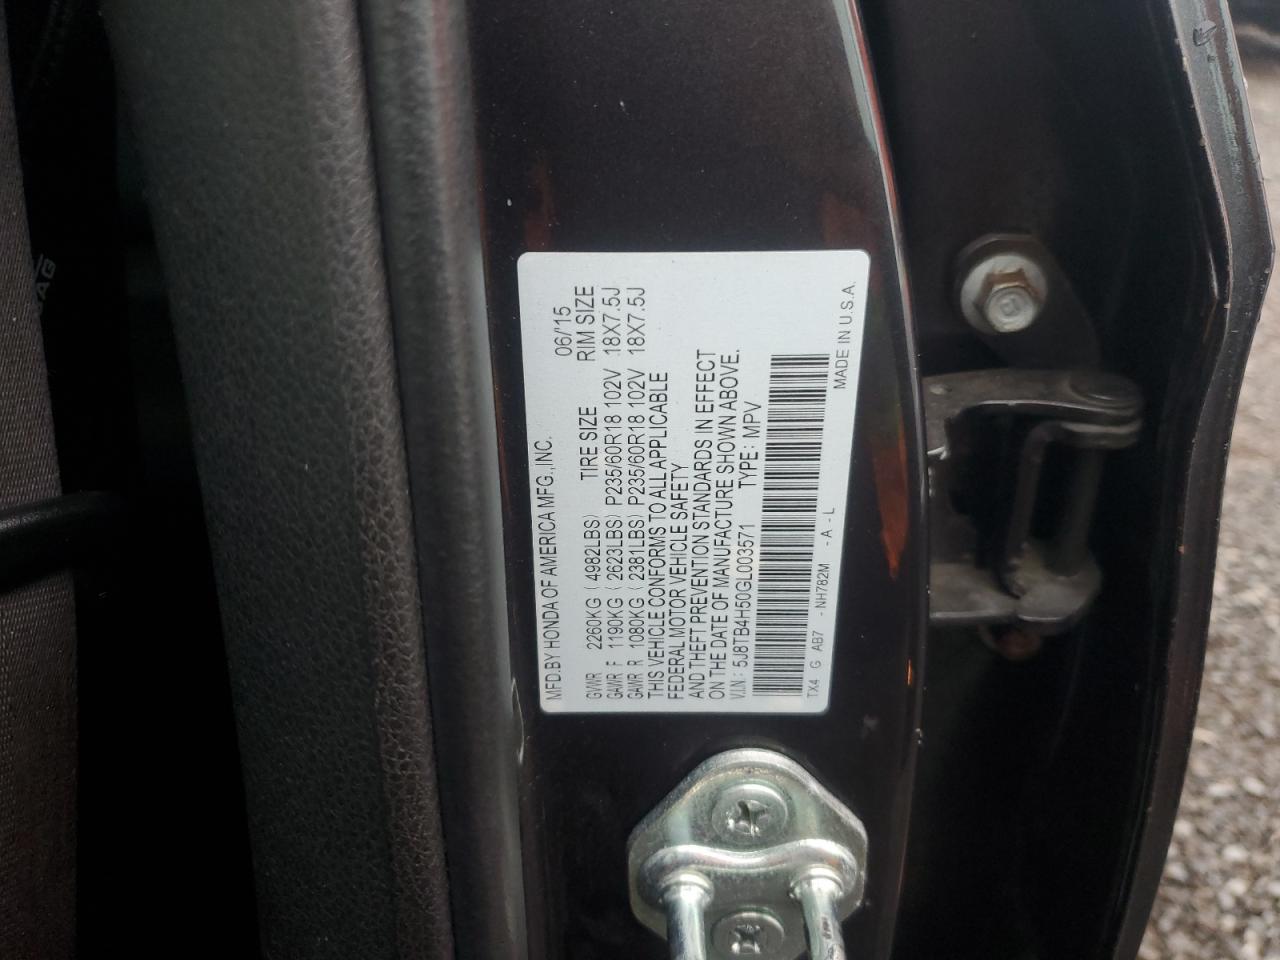 MFD.BY HONDA OF AMERICA MFG.,INC. 06/'15
TIRE SIZE RIM SIZE
GVWR 2260KG ( 4982LBS)
GAWR F 1190KG ( 2623LBS) P235/60R18 102V 18X7.5J
GAWR R 1080KG ( 2381LBS) P235/60R18 102V 18X7.5J
THIS VEHICLE CONFORMS TO ALL APPLICABLE
FEDERAL MOTOR VEHICLE SAFETY
AND THEFT PREVENTION STANDARDS IN EFFECT
ON THE DATE OF MANUFACTURE SHOWN ABOVE.
V.I.N.: 5J8TB4H50GL003571 TYPE: MPV
TX4 G AB7 - NH782M - A - L
MADE IN U.S.A.